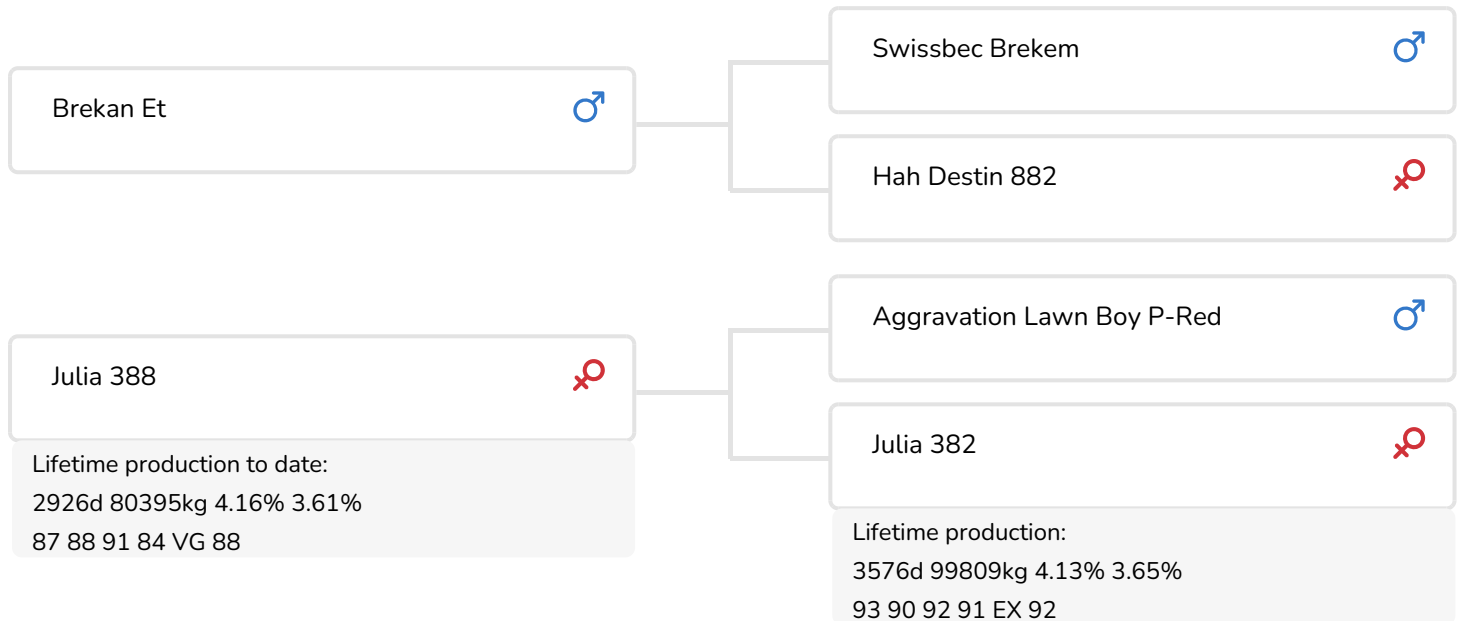 Brekan Et
Swissbec Brekem
Hah Destin 882
Julia 388
Lifetime production to date:
2926d 80395kg 4.16% 3.61%
87 88 91 84 VG 88
Aggravation Lawn Boy P-Red
Julia 382
Lifetime production:
3576d 99809kg 4.13% 3.65%
93 90 92 91 EX 92